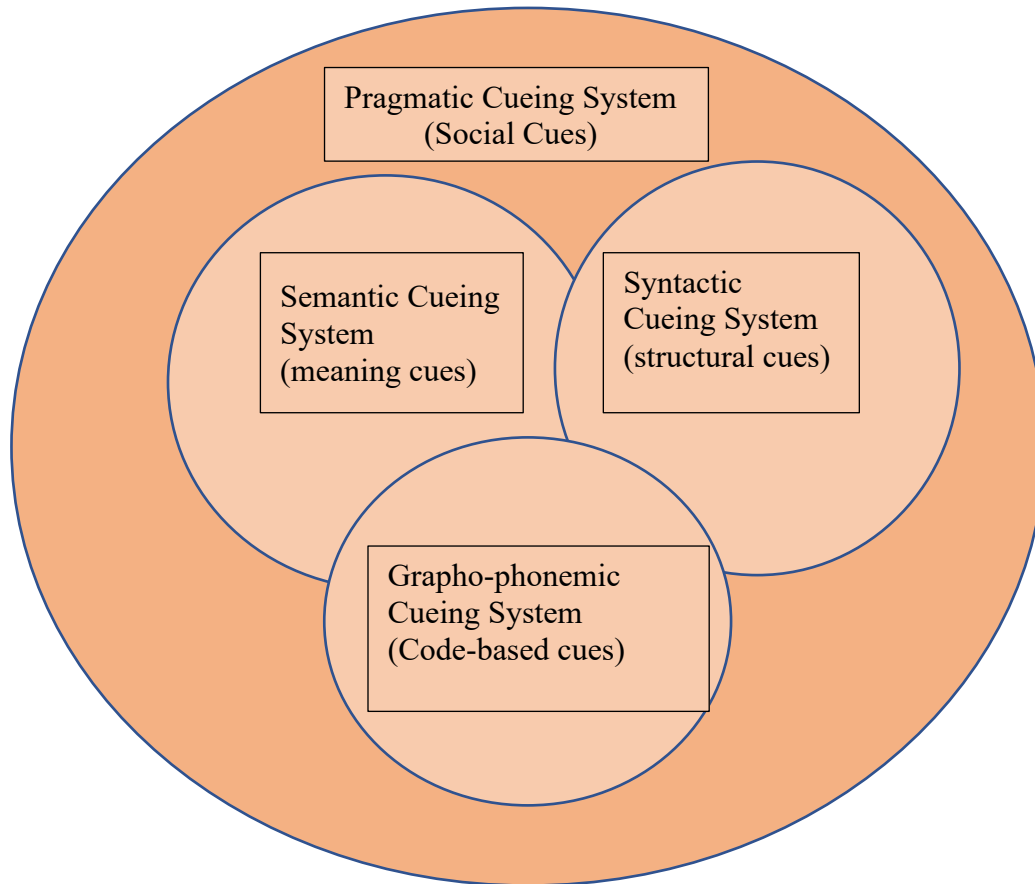 Pragmatic Cueing System
(Social Cues)
Semantic Cueing
System
(meaning cues)
Syntactic
Cueing System
(structural cues)
Grapho-phonemic
Cueing System
(Code-based cues)